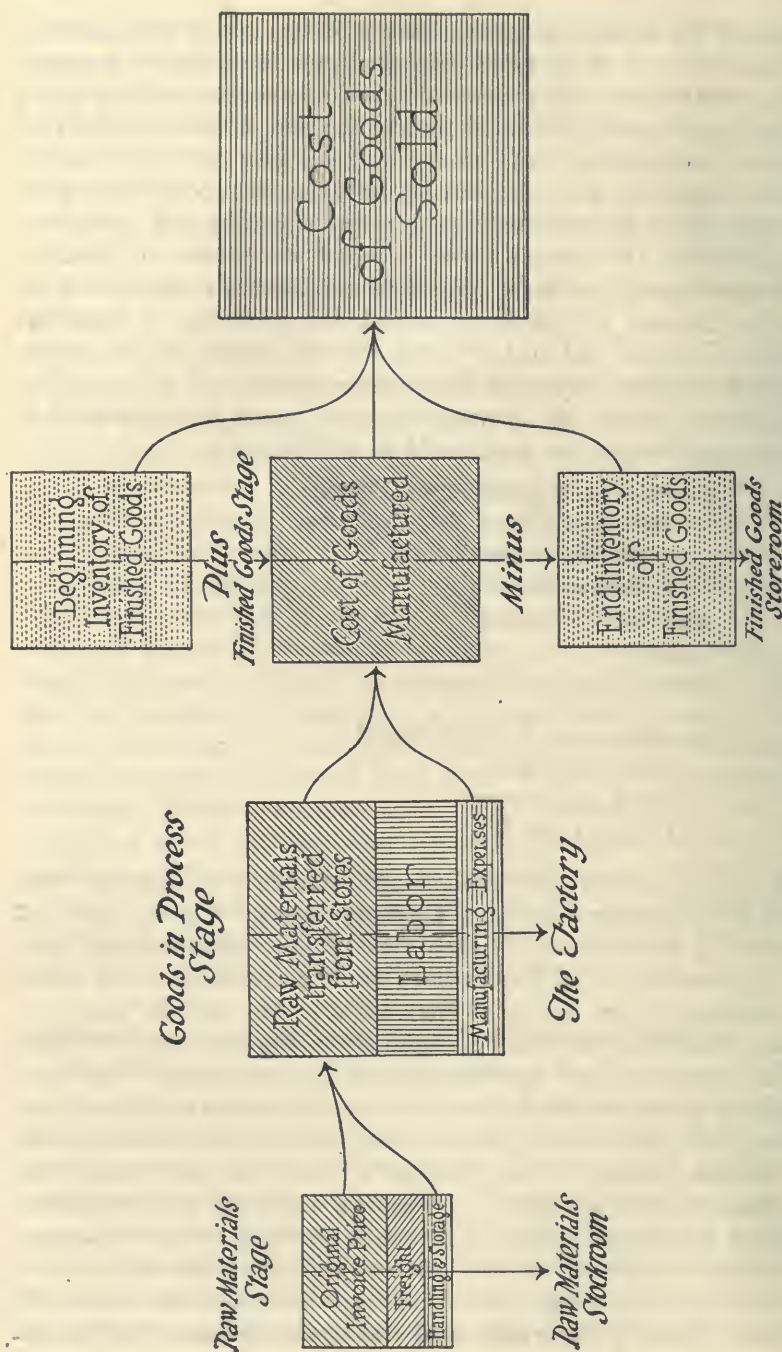 Raw Materials
Stage
Original
Invoice Price
Freight
Handling & Storage
Raw Materials
Stockroom
Goods in Process
Stage
Raw Materials
transferred
from Stores
Labor
Manufacturing Expenses
The Factory
Beginning
Inventory of
Finished Goods
Plus
Finished Goods Stage
Cost of Goods
Manufactured
Minus
End Inventory
of
Finished Goods
Finished Goods
Storeroom
Cost
of Goods
Sold